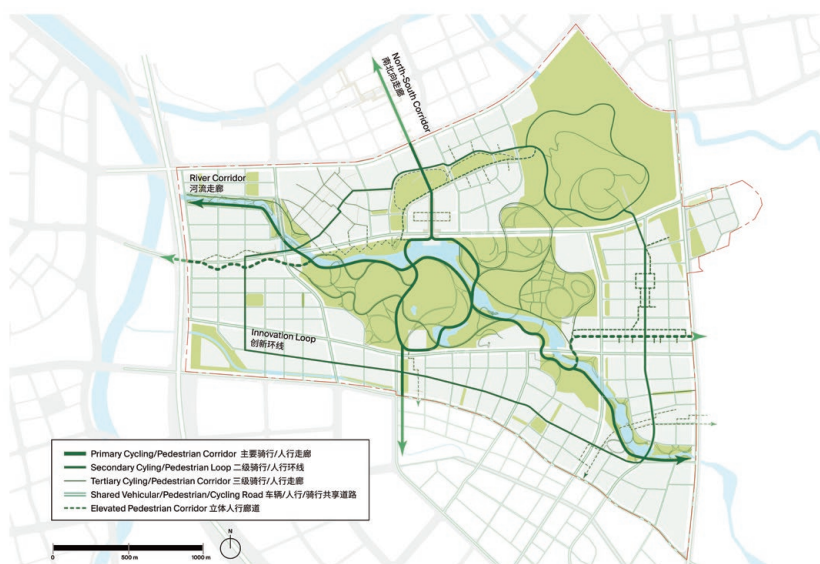 North-South Corridor
南北向走廊
River Corridor
河流走廊
Innovation Loop
创新环线
Primary Cycling/Pedestrian Corridor 主要骑行/人行走廊
Secondary Cyling/Pedestrian Loop 二级骑行/人行环线
Tertiary Cycling/Pedestrian Corridor 三级骑行/人行走廊
Shared Vehicular/Pedestrian/Cycling Road 车辆/人行/骑行共享道路
Elevated Pedestrian Corridor 立体人行廊道
N
0 500 m 1000 m